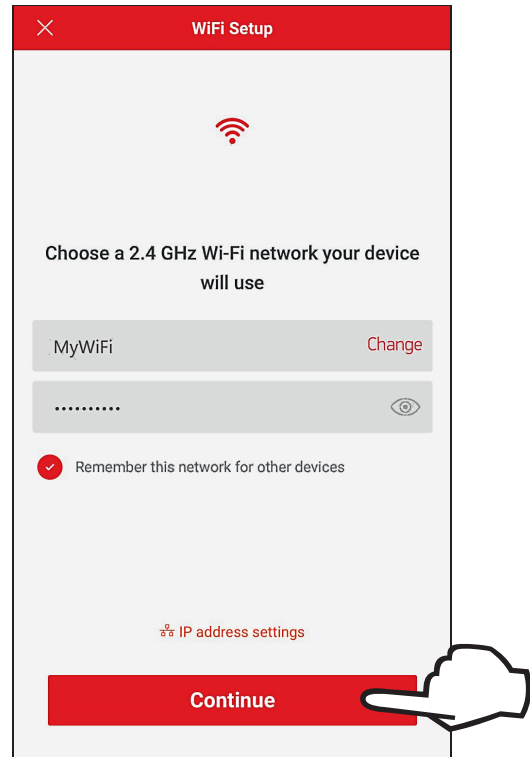 WiFi Setup
Choose a 2.4 GHz Wi-Fi network your device
will use
MyWiFi Change
••••••••••
Remember this network for other devices
IP address settings
Continue